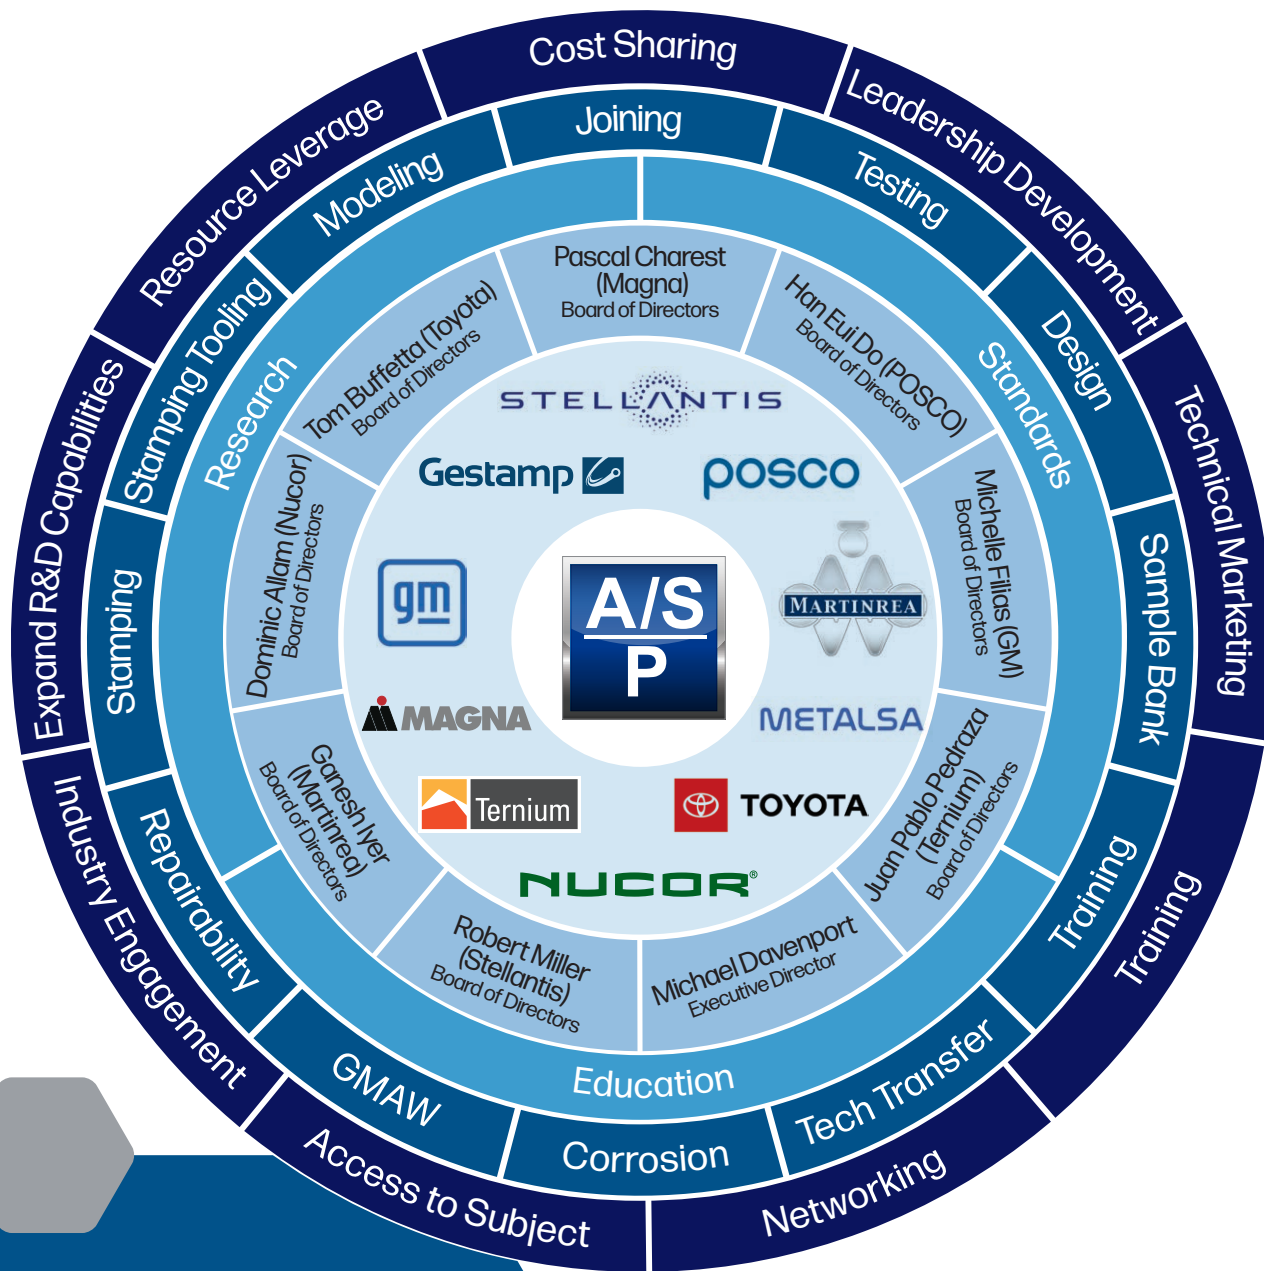 Cost Sharing
Leadership Development
Technical Marketing
Training
Networking
Access to Subject
Industry Engagement
Expand R&D Capabilities
Resource Leverage
Joining
Testing
Design
Sample Bank
Training
Tech Transfer
Corrosion
GMAW
Repairability
Stamping
Stamping Tooling
Modeling
Research
Standards
Education
Pascal Charest
(Magna)
Board of Directors
Han Eui Do (POSCO)
Board of Directors
Michelle Filias (GM)
Board of Directors
Juan Pablo Pedraza
(Ternium)
Board of Directors
Michael Davenport
Executive Director
Robert Miller
(Stellantis)
Board of Directors
Ganesh Iyer
(Martinrea)
Board of Directors
Dominic Allam (Nucor)
Board of Directors
Tom Buffetta (Toyota)
Board of Directors
STELLANTIS
Gestamp
posco
gm
MARTINREA
MAGNA
METALSA
Ternium
TOYOTA
NUCOR®
A/S
P